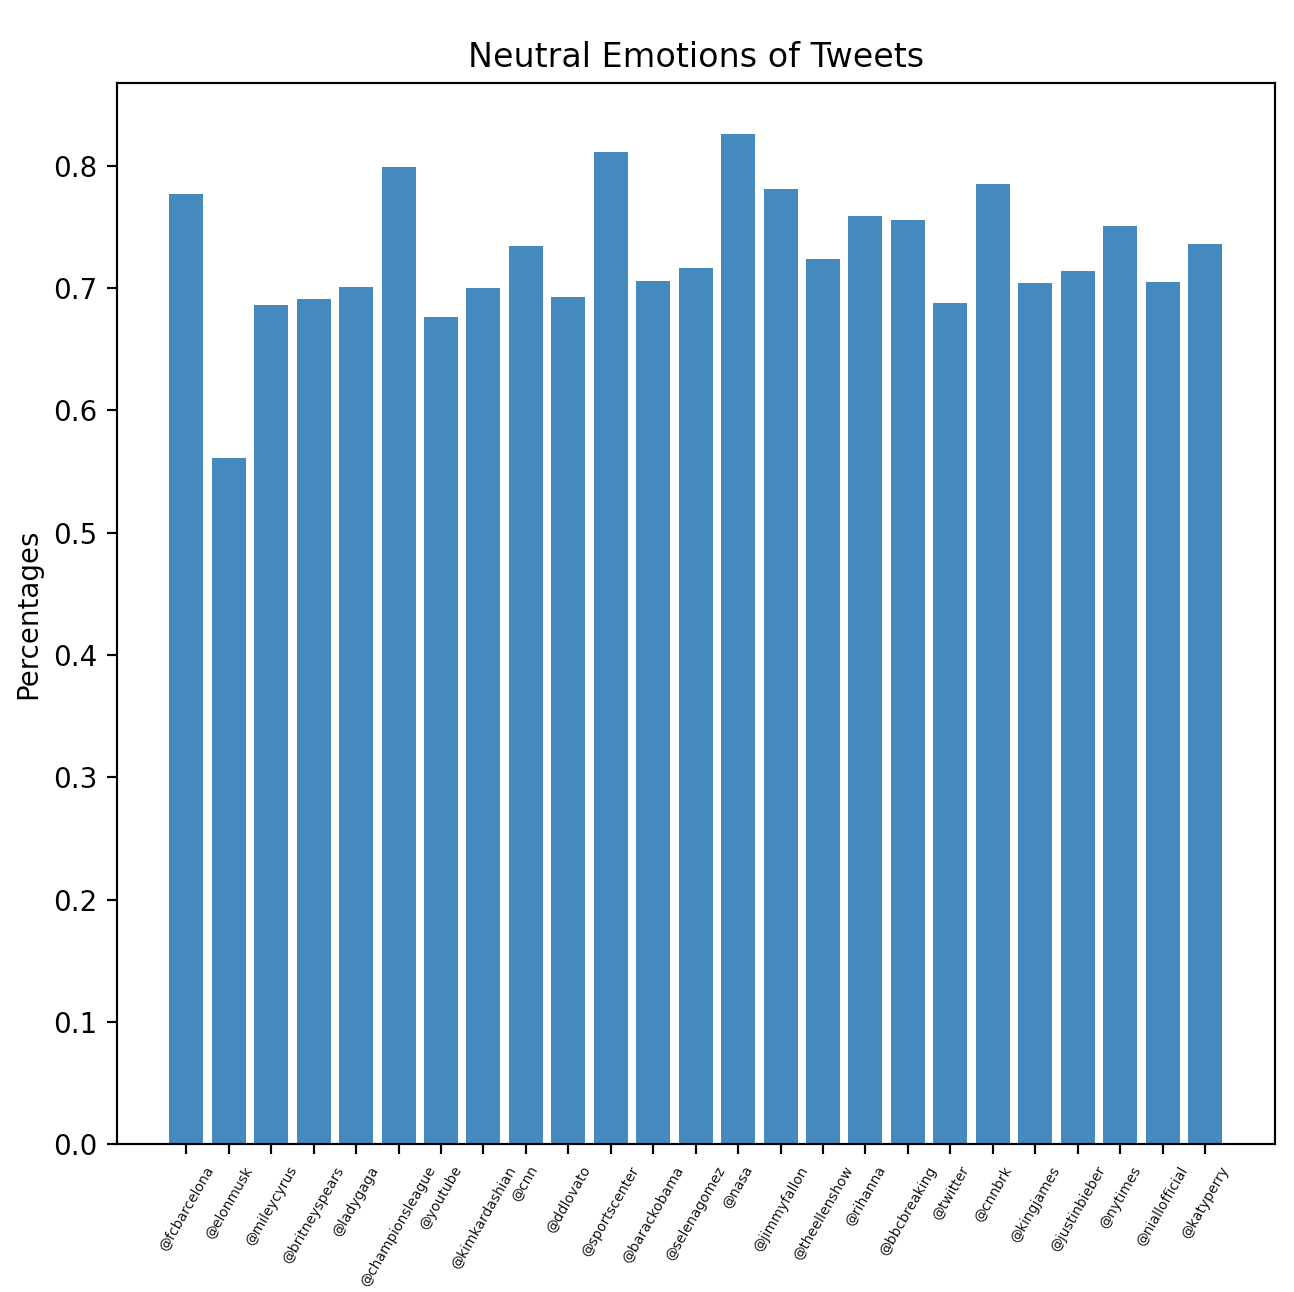 Neutral Emotions of Tweets
Percentages
0.8
0.7
0.6
0.5
0.4
0.3
0.2
0.1
0.0
@fcbarcelona
@elonmusk
@mileycyrus
@britneyspears
@ladygaga
@championsleague
@youtube
@kimkardashian
@cnn
@ddlovato
@sportscenter
@barackobama
@selenagomez
@nasa
@jimmyfallon
@theellenshow
@rihanna
@bbcbreaking
@twitter
@cnnbrk
@kingjames
@justinbieber
@nytimes
@niallofficial
@katyperry